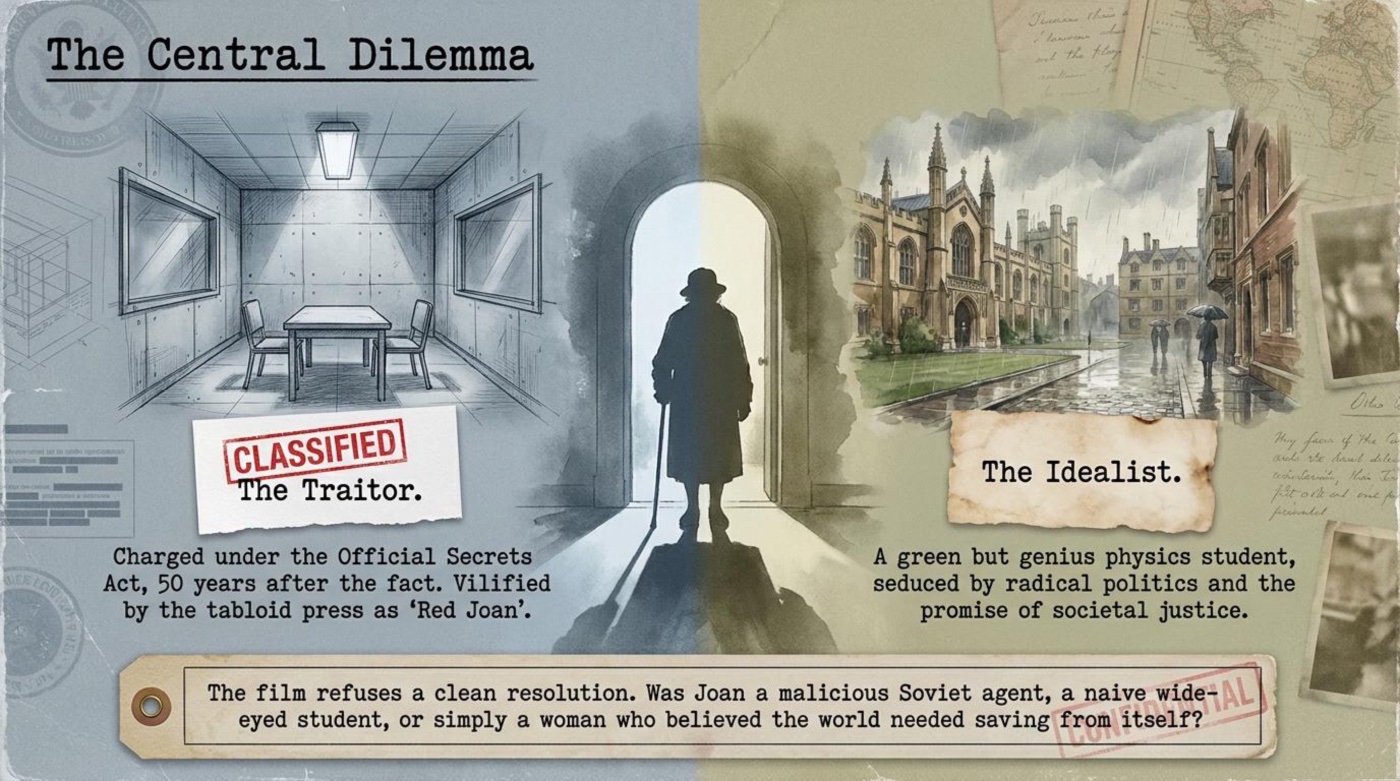 The Central Dilemma
CLASSIFIED
The Traitor.
Charged under the Official Secrets
Act, 50 years after the fact. Vilified
by the tabloid press as ‘Red Joan’.
The Idealist.
A green but genius physics student,
seduced by radical politics and the
promise of societal justice.
The film refuses a clean resolution. Was Joan a malicious Soviet agent, a naive wide-
eyed student, or simply a woman who believed the world needed saving from itself?
CONFIDENTIAL